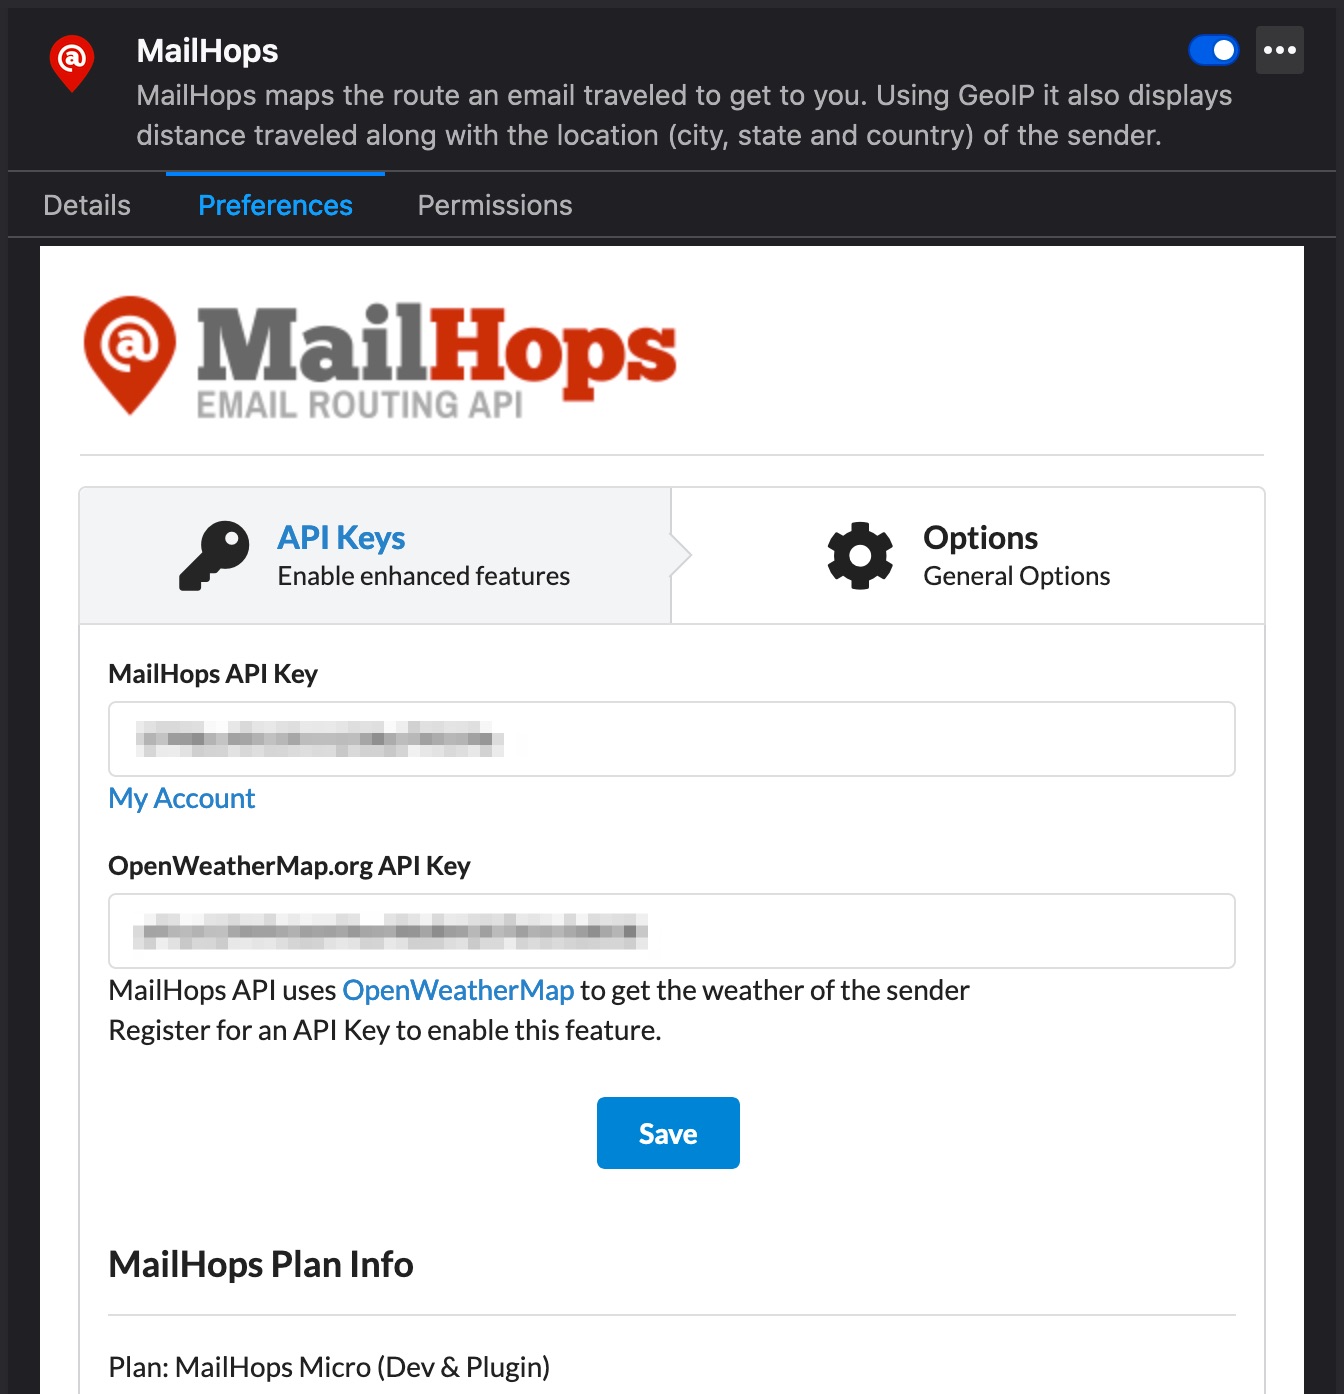 MailHops
MailHops maps the route an email traveled to get to you. Using GeoIP it also displays
distance traveled along with the location (city, state and country) of the sender.
Details
Preferences
Permissions
MailHops
EMAIL ROUTING API
API Keys
Enable enhanced features
Options
General Options
MailHops API Key
My Account
OpenWeatherMap.org API Key
MailHops API uses OpenWeatherMap to get the weather of the sender
Register for an API Key to enable this feature.
Save
MailHops Plan Info
Plan: MailHops Micro (Dev & Plugin)